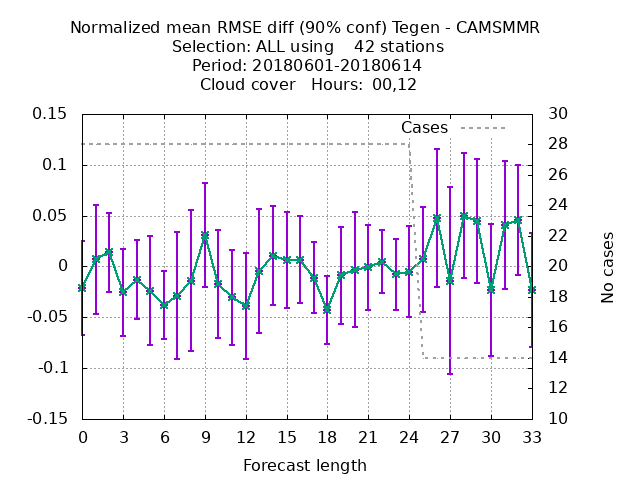 Normalized mean RMSE diff (90% conf) Tegen - CAMSMMR
Selection: ALL using    42 stations
Period: 20180601-20180614
Cloud cover   Hours:  00,12
Cases
0.15
0.1
0.05
0
-0.05
-0.1
-0.15
30
28
26
24
22
20
18
16
14
12
10
No cases
0 3 6 9 12 15 18 21 24 27 30 33
Forecast length